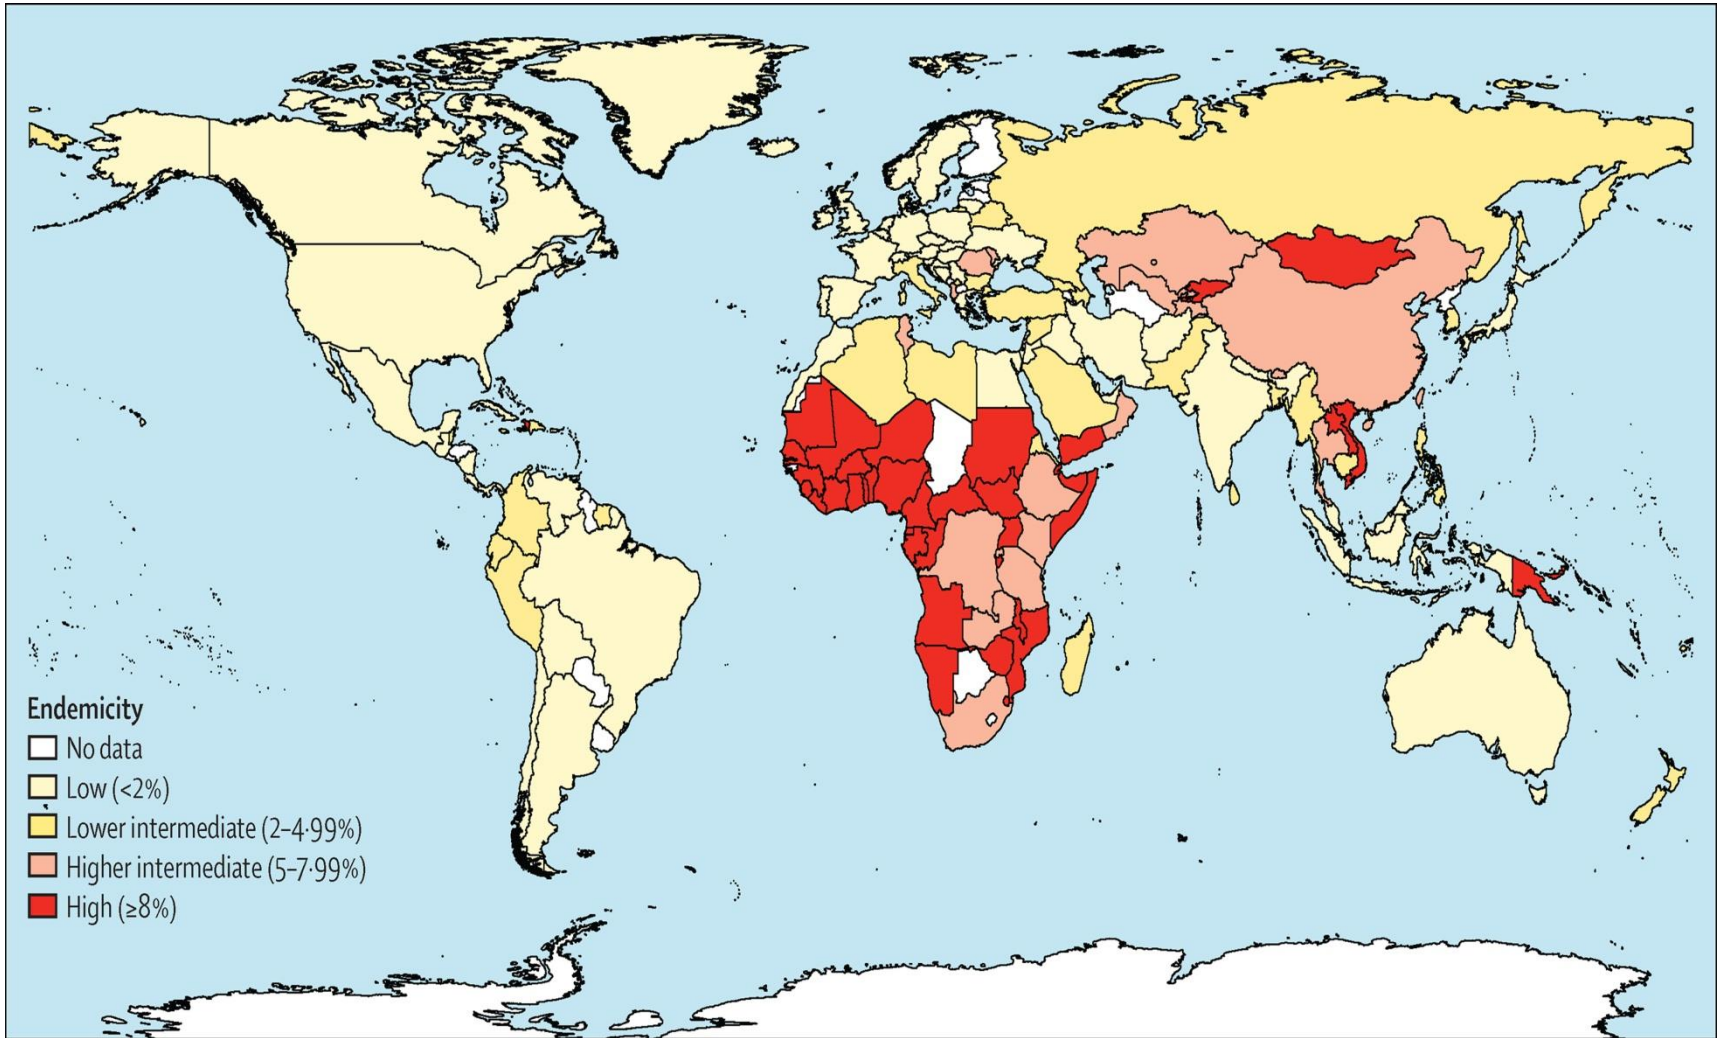 Endemicity
No data
Low (<2%)
Lower intermediate (2–4·99%)
Higher intermediate (5–7·99%)
High (≥8%)